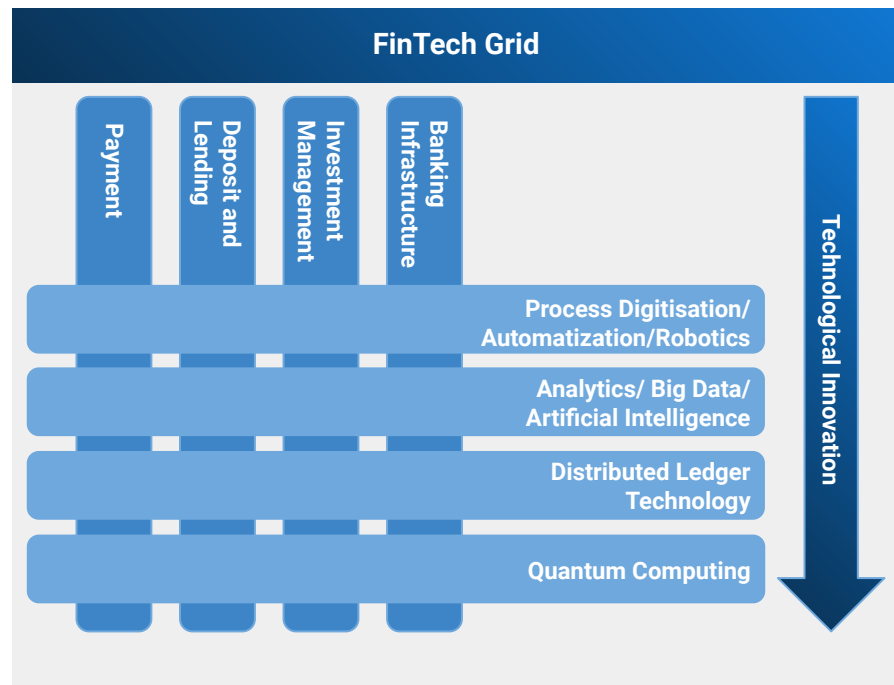 FinTech Grid
Payment
Deposit and
Lending
Investment
Management
Banking
Infrastructure
Process Digitisation/
Automatization/Robotics
Analytics/ Big Data/
Artificial Intelligence
Distributed Ledger
Technology
Quantum Computing
Technological Innovation